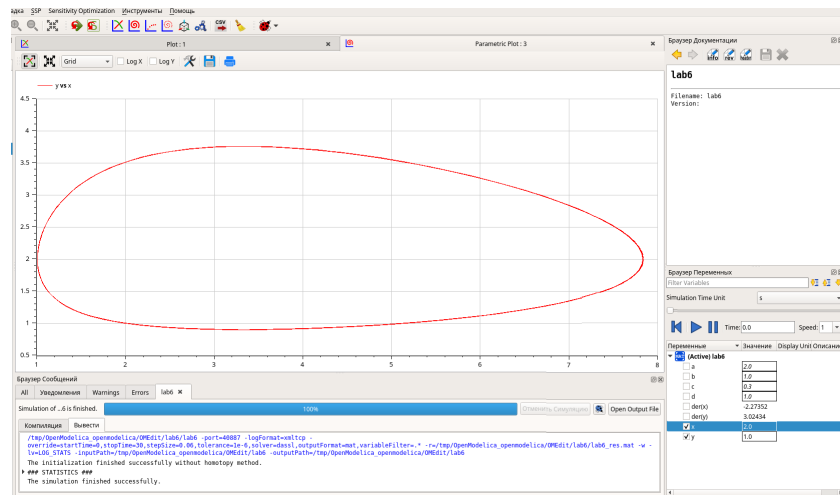 адка SSP Sensitivity Optimization Инструменты Помощь
CSV
Plot : 1
Parametric Plot : 3
Grid
Log X
Log Y
y vs x
4.5
4
3.5
3
2.5
2
1.5
1
0.5
1 2 3 4 5 6 7 8
Браузер Сообщений
All Уведомления Warnings Errors lab6
Simulation of ...6 is finished.
100%
Отменить Симуляцию
Open Output File
Компиляция Вывести
/tmp/OpenModelica_openmodelica/OMEdit/lab6/lab6 -port=40887 -logFormat=xmltcp -
override=startTime=0,stopTime=30,stepSize=0.06,tolerance=1e-6,solver=dassl,outputFormat=mat,variableFilter=.* -r=/tmp/OpenModelica_openmodelica/OMEdit/lab6/lab6_res.mat -w -
lv=LOG_STATS -inputPath=/tmp/OpenModelica_openmodelica/OMEdit/lab6 -outputPath=/tmp/OpenModelica_openmodelica/OMEdit/lab6
The initialization finished successfully without homotopy method.
### STATISTICS ###
The simulation finished successfully.
Браузер Документации
info rev
lab6
Filename: lab6
Version:
Браузер Переменных
Filter Variables
Simulation Time Unit
s
Time: 0.0
Speed: 1
Переменные Значение Display Unit Описание
(Active) lab6
a 2.0
b 1.0
c 0.3
d 1.0
der(x) -2.27352
der(y) 3.02434
x 2.0
y 1.0